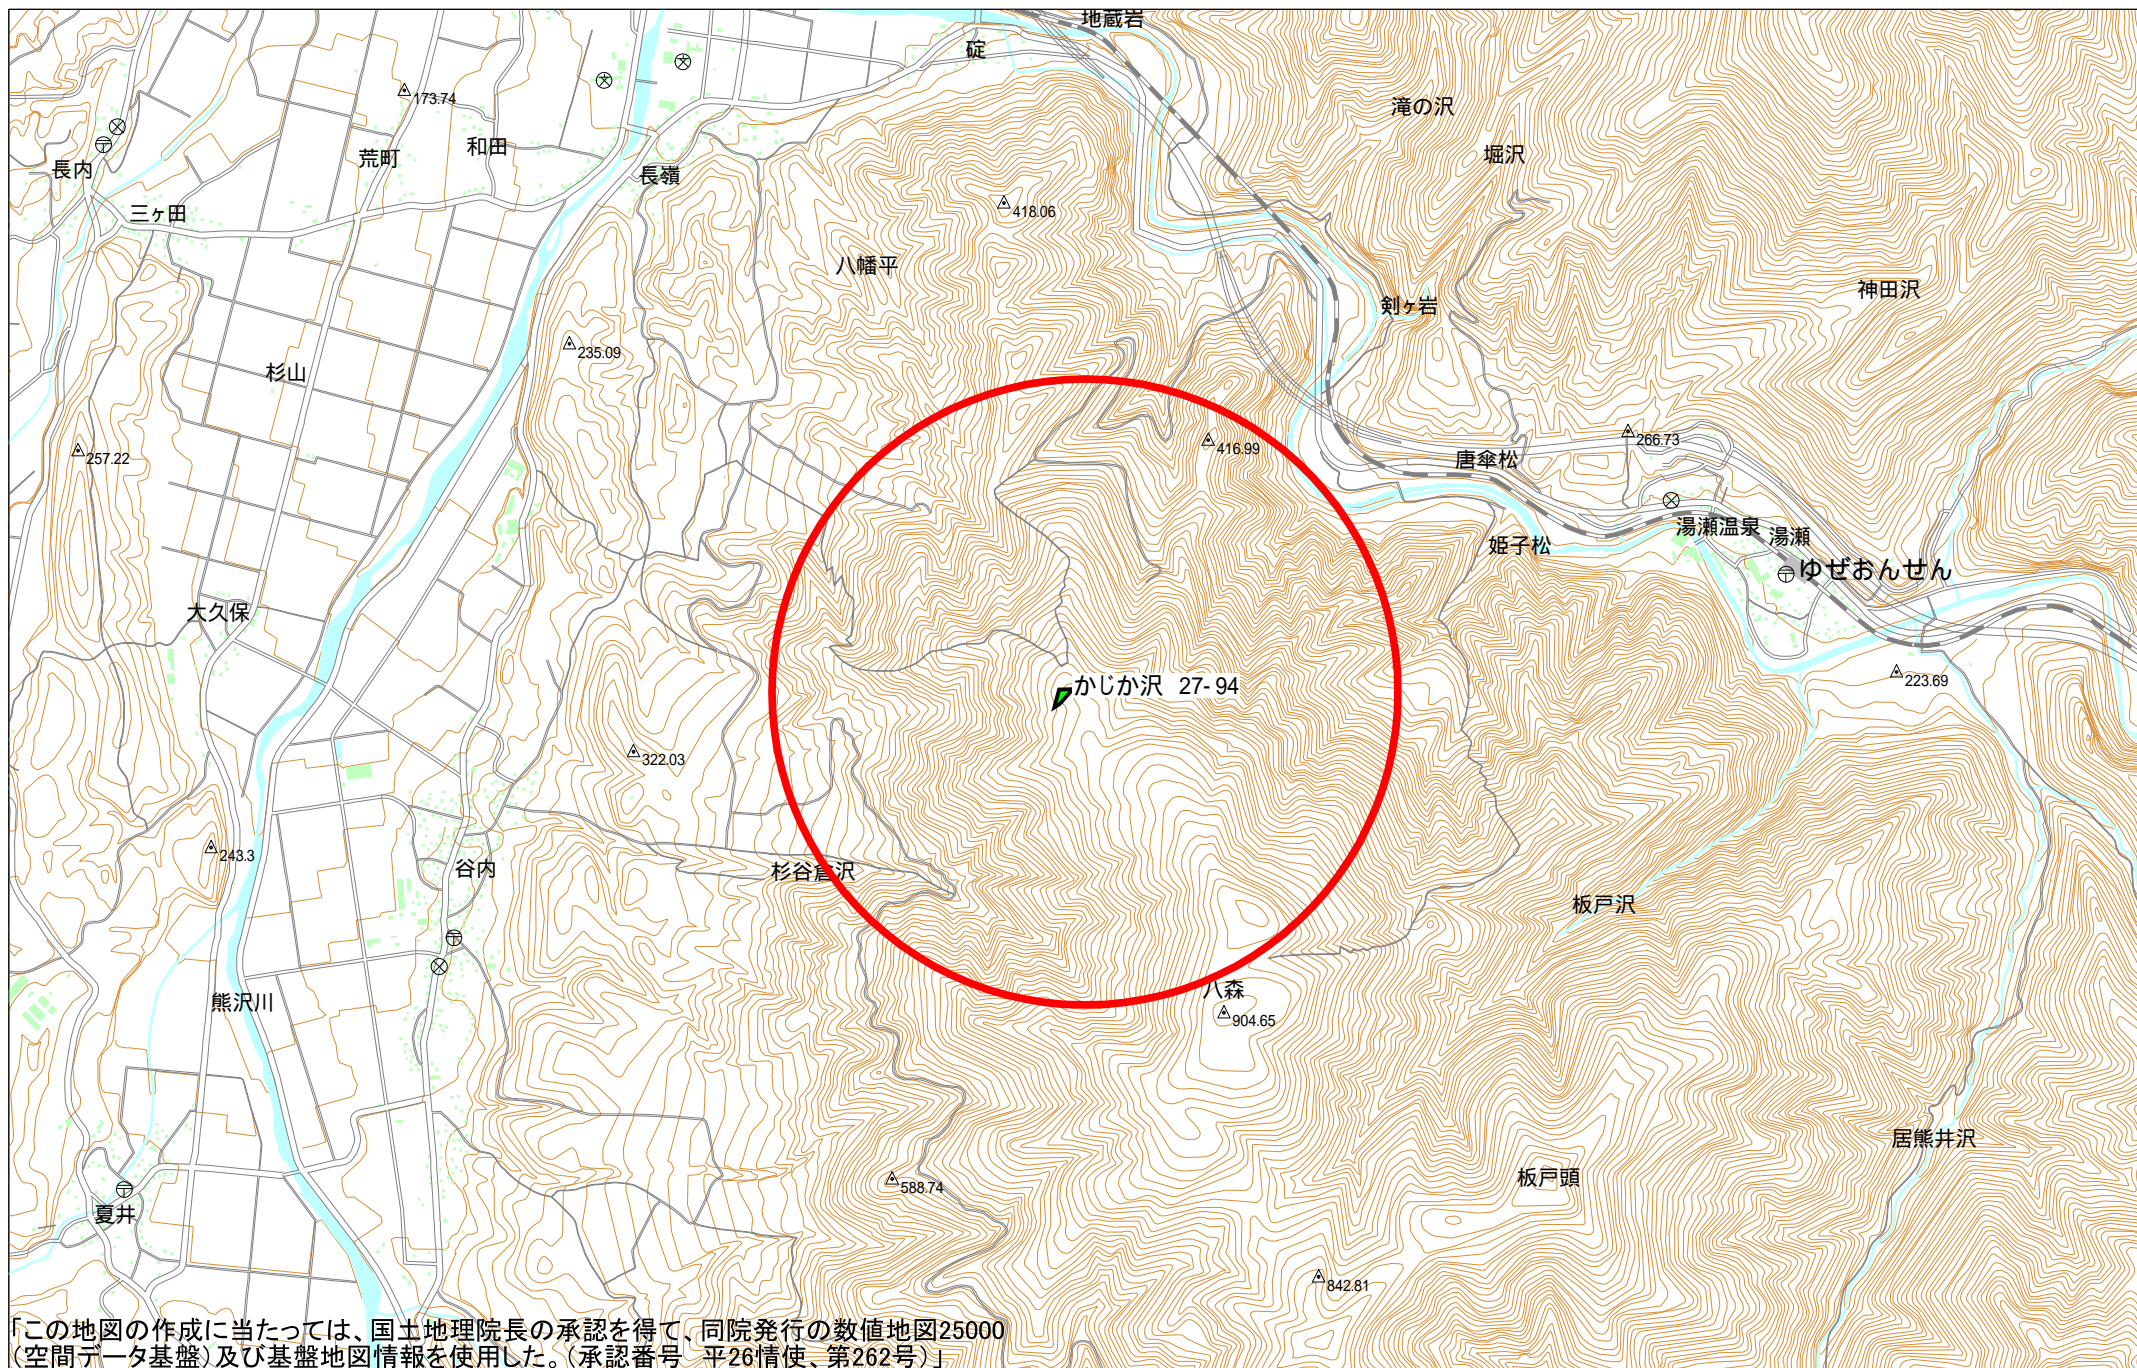 地蔵岩
碇
173.74
滝の沢
和田
荒町
堀沢
長内
長嶺
三ヶ田
418.06
八幡平
神田沢
剣ヶ岩
235.09
杉山
266.73
416.99
257.22
唐傘松
湯瀬温泉
湯瀬
姫子松
ゆぜおんせん
大久保
223.69
かじか沢 27-94
322.03
243.3
谷内
杉谷倉沢
板戸沢
八森
熊沢川
904.65
居熊井沢
板戸頭
588.74
夏井
842.81
「この地図の作成に当たっては、国土地理院長の承認を得て、同院発行の数値地図25000
(空間データ基盤)及び基盤地図情報を使用した。(承認番号 平26情使、第262号)」